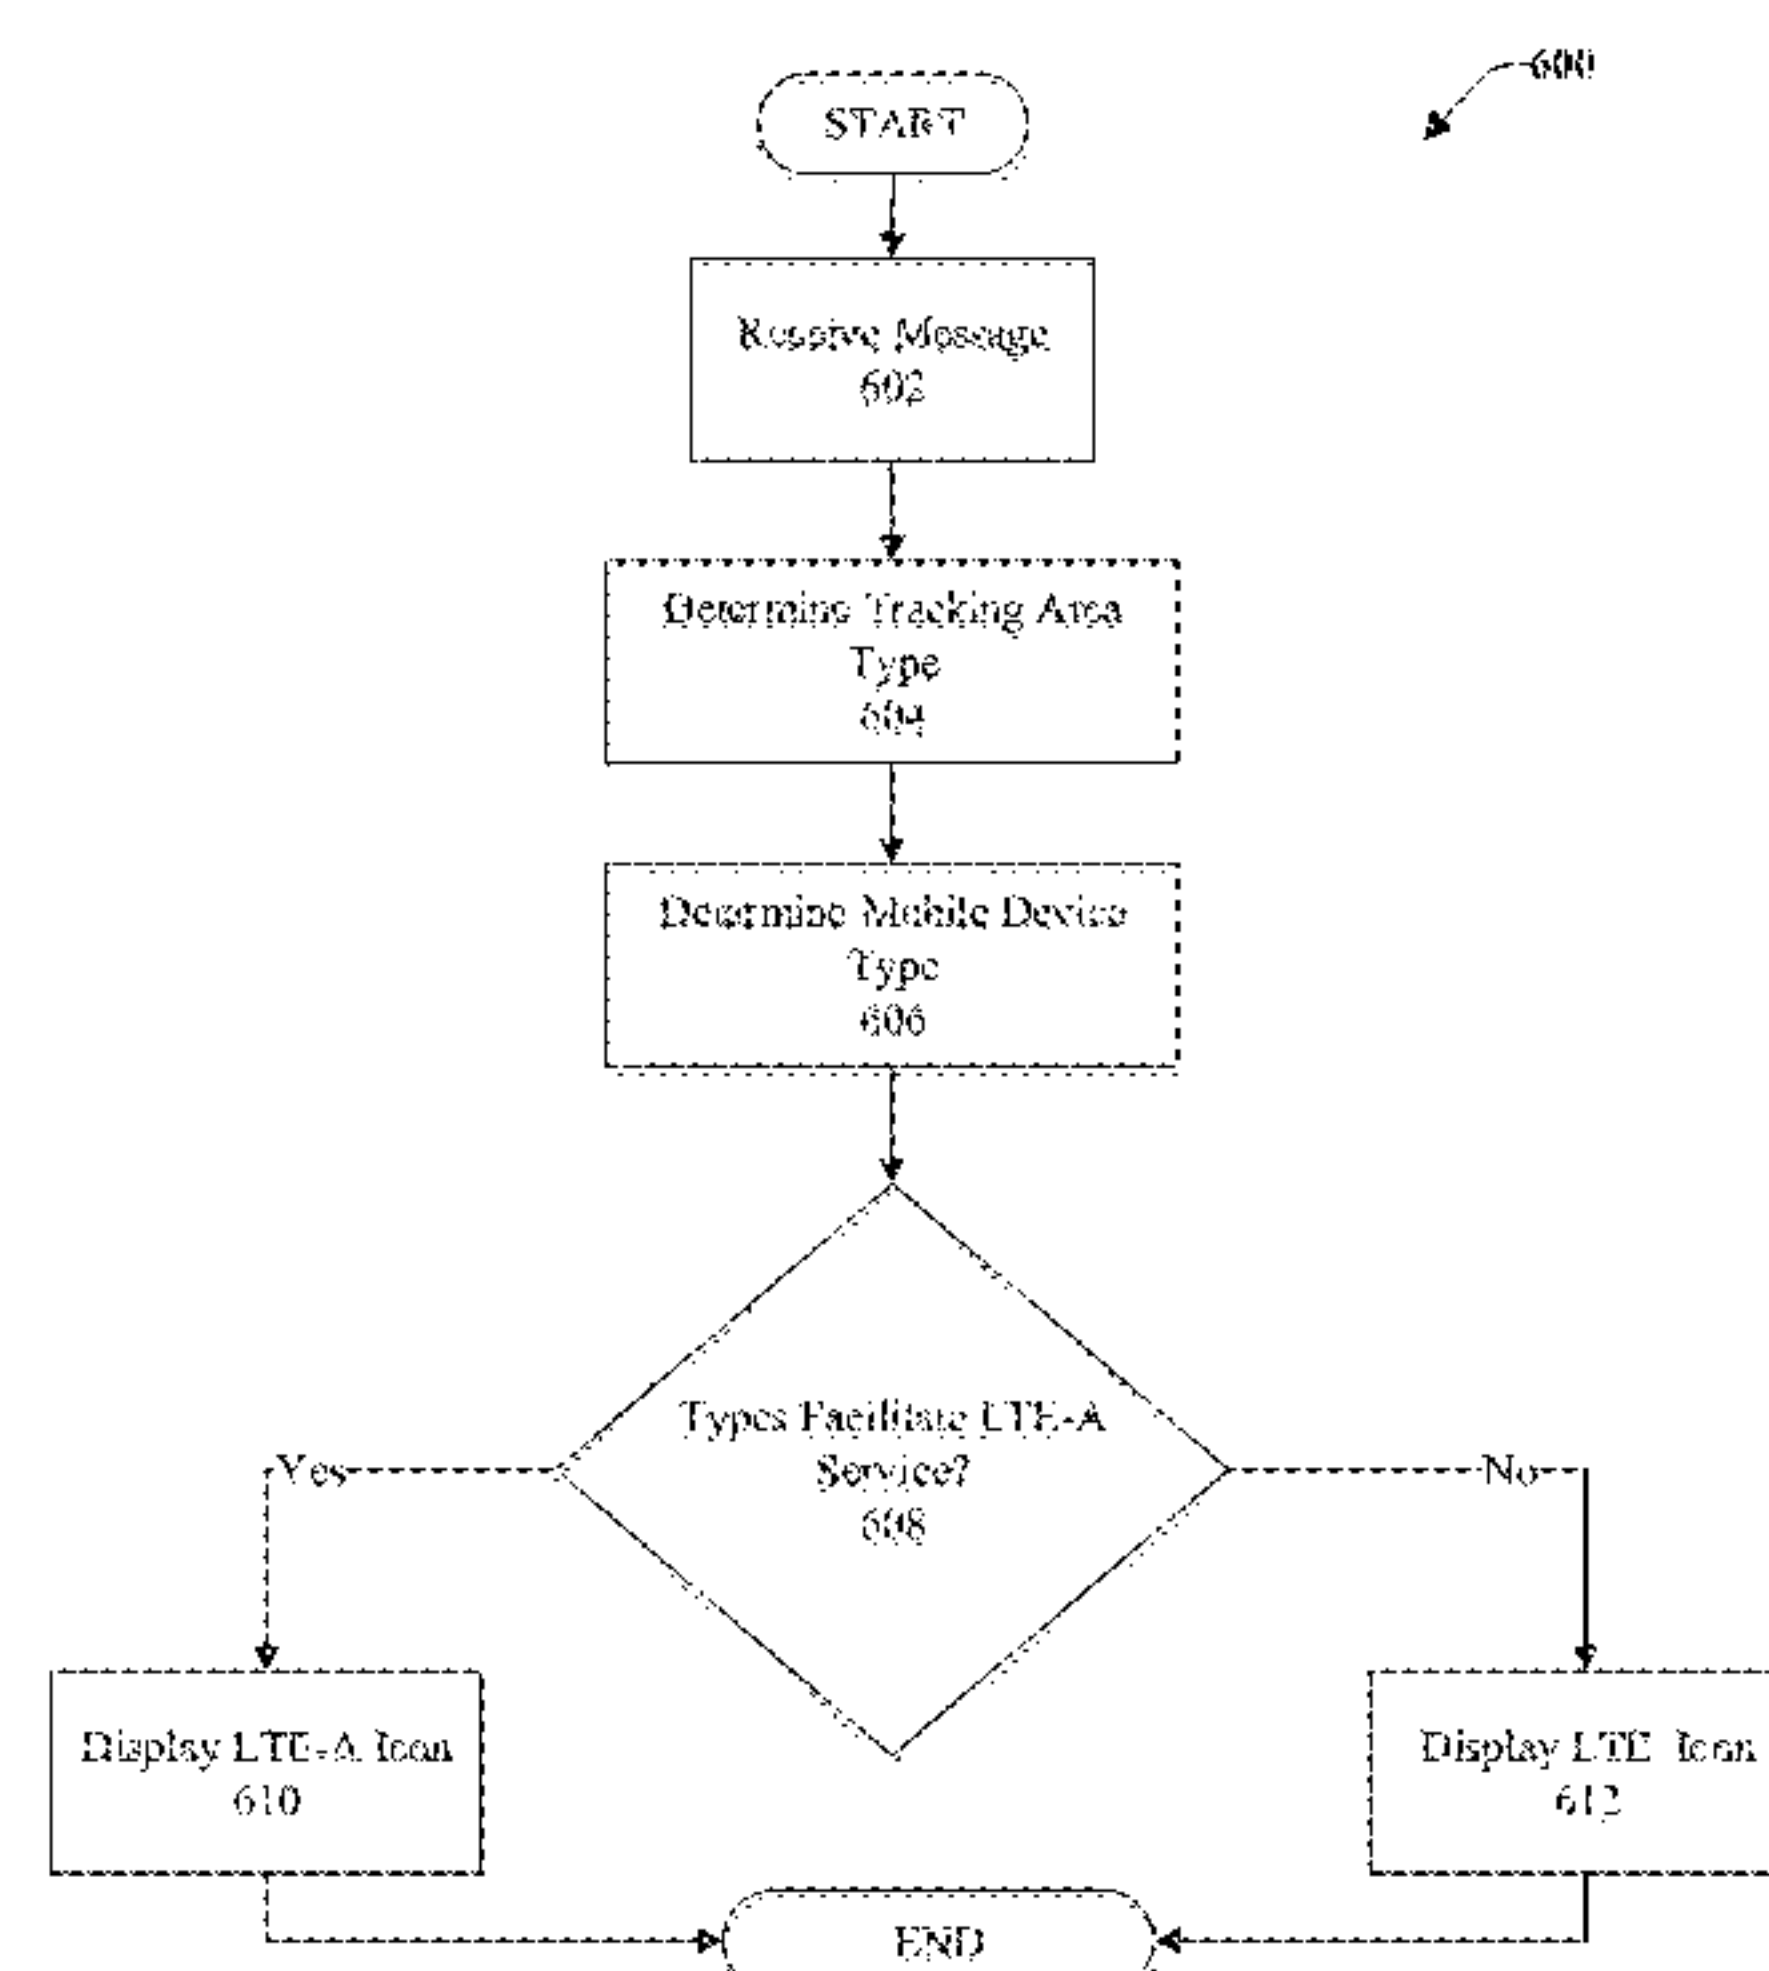 600
START
Receive Message
602
Determine Tracking Area
Type
604
Determine Mobile Device
Type
606
Types Facilitate LTE-A
Service?
608
Yes
No
Display LTE-A Icon
610
Display LTE Icon
612
END